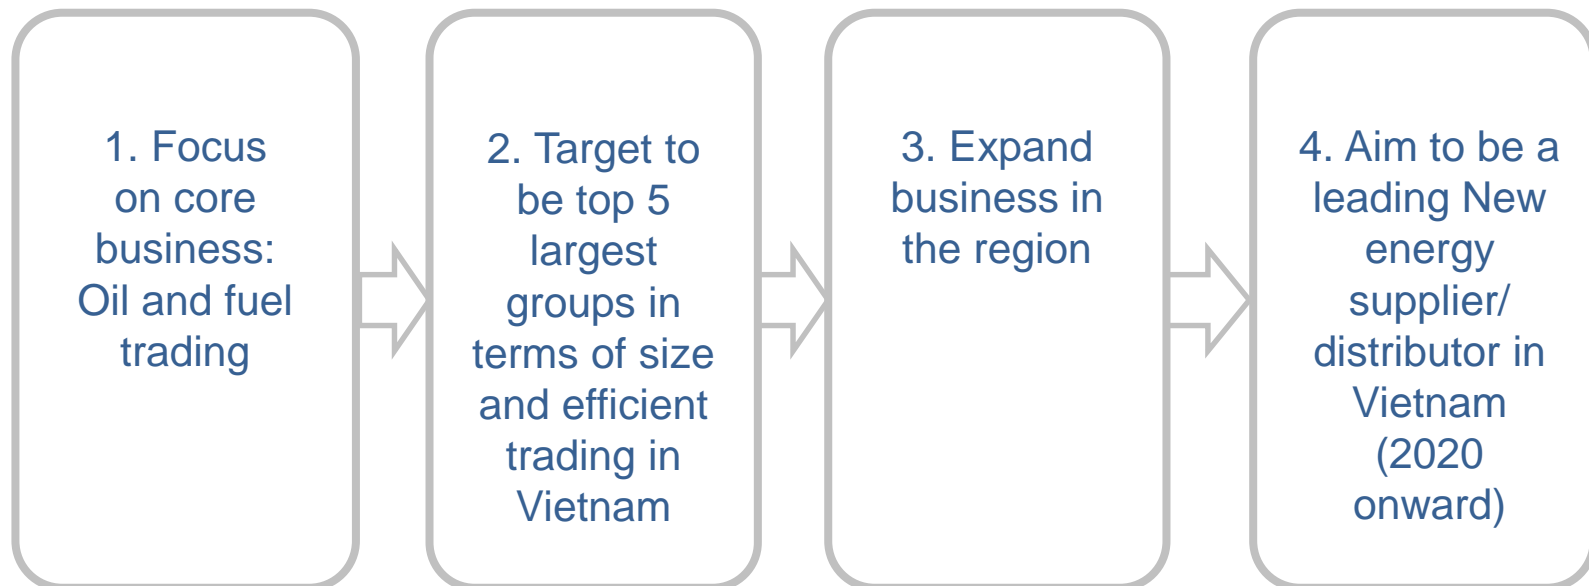 1. Focus
on core
business:
Oil and fuel
trading
2. Target to
be top 5
largest
groups in
terms of size
and efficient
trading in
Vietnam
3. Expand
business in
the region
4. Aim to be a
leading New
energy
supplier/
distributor in
Vietnam
(2020
onward)